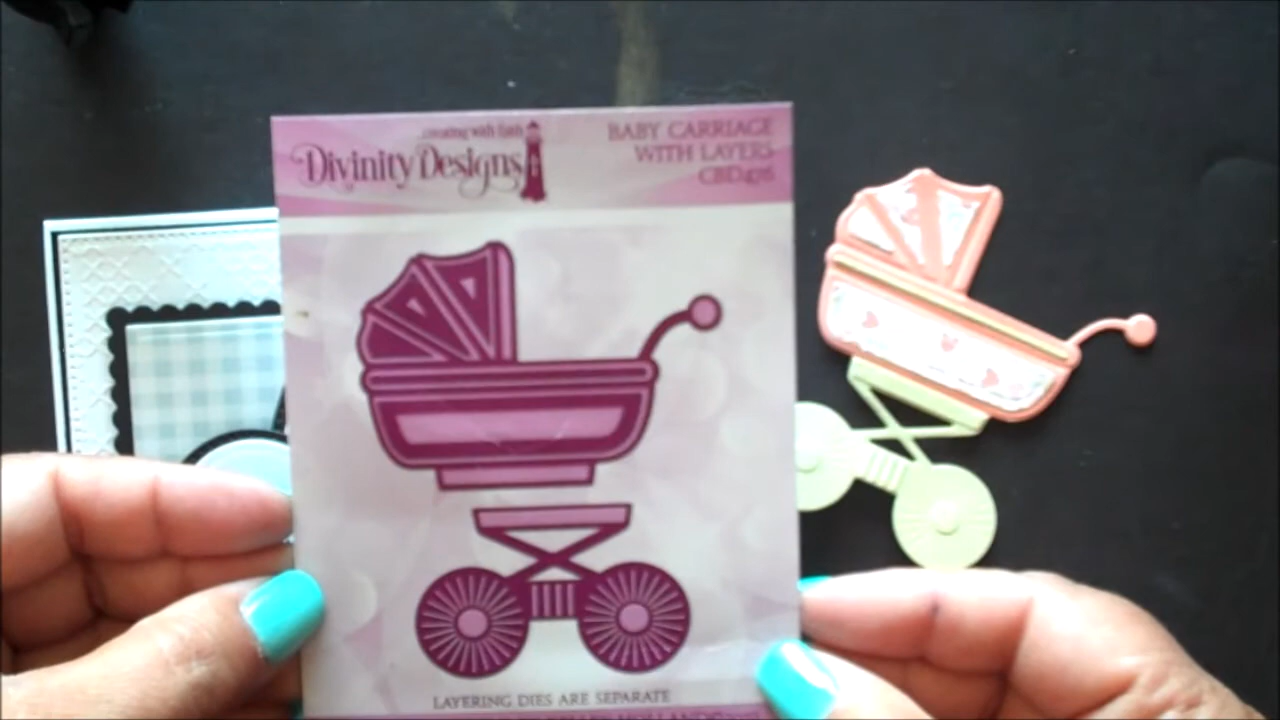 ...creating with faith
Divinity Designs
BABY CARRIAGE
WITH LAYERS
LAYERING DIES ARE SEPARATE